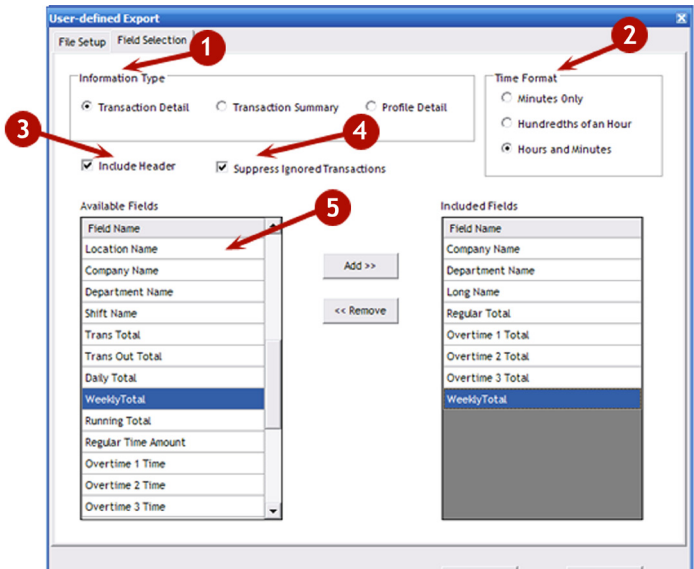 User-defined Export
File Setup
Field Selection
1
2
Information Type
Time Format
Transaction Detail
Transaction Summary
Profile Detail
Minutes Only
Hundredths of an Hour
Hours and Minutes
3
4
Include Header
Suppress Ignored Transactions
5
Available Fields
Field Name
Location Name
Company Name
Department Name
Shift Name
Trans Total
Trans Out Total
Daily Total
WeeklyTotal
Running Total
Regular Time Amount
Overtime 1 Time
Overtime 2 Time
Overtime 3 Time
Add >>
<< Remove
Included Fields
Field Name
Company Name
Department Name
Long Name
Regular Total
Overtime 1 Total
Overtime 2 Total
Overtime 3 Total
WeeklyTotal